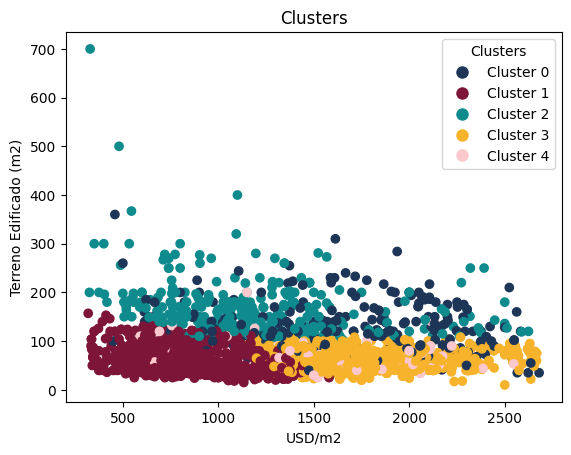 Clusters
Terreno Edificado (m2)
700
600
500
400
300
200
100
0
Clusters
Cluster 0
Cluster 1
Cluster 2
Cluster 3
Cluster 4
500 1000 1500 2000 2500
USD/m2